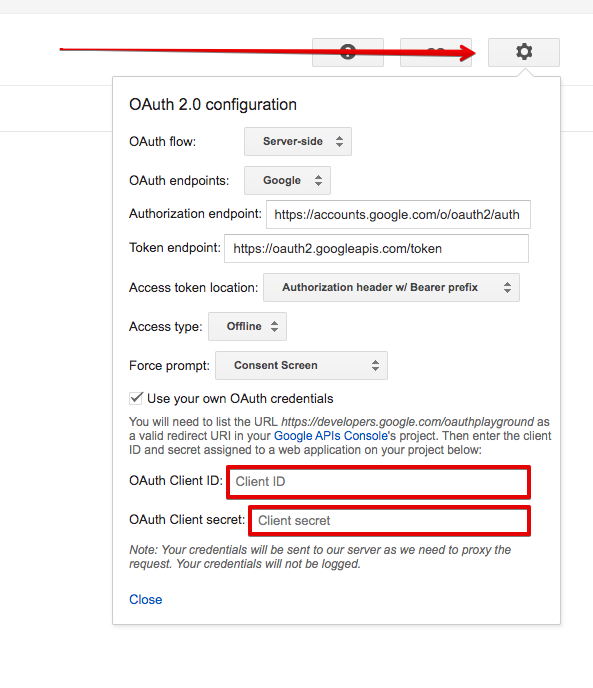 OAuth 2.0 configuration
OAuth flow: Server-side
OAuth endpoints: Google
Authorization endpoint: https://accounts.google.com/o/oauth2/auth
Token endpoint: https://oauth2.googleapis.com/token
Access token location: Authorization header w/ Bearer prefix
Access type: Offline
Force prompt: Consent Screen
Use your own OAuth credentials
You will need to list the URL https://developers.google.com/oauthplayground as
a valid redirect URI in your Google APIs Console's project. Then enter the client
ID and secret assigned to a web application on your project below:
OAuth Client ID: Client ID
OAuth Client secret: Client secret
Note: Your credentials will be sent to our server as we need to proxy the
request. Your credentials will not be logged.
Close